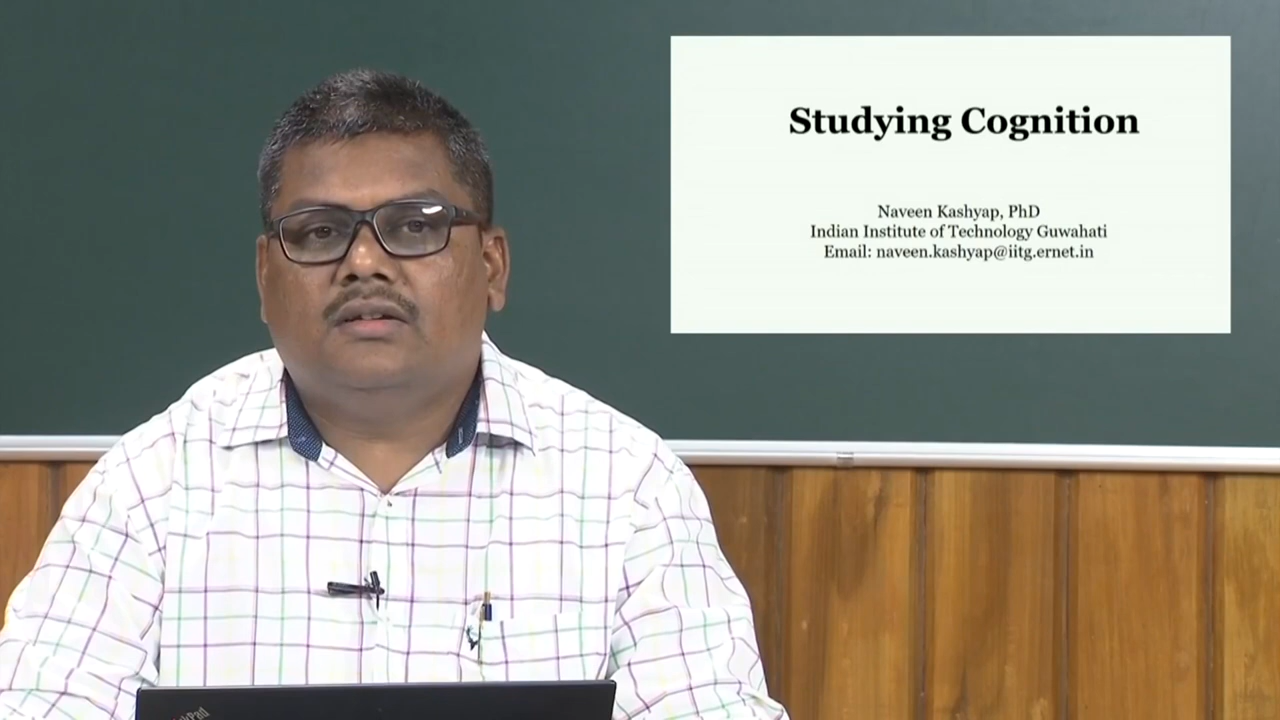 Studying Cognition
Naveen Kashyap, PhD
Indian Institute of Technology Guwahati
Email: naveen.kashyap@iitg.ernet.in